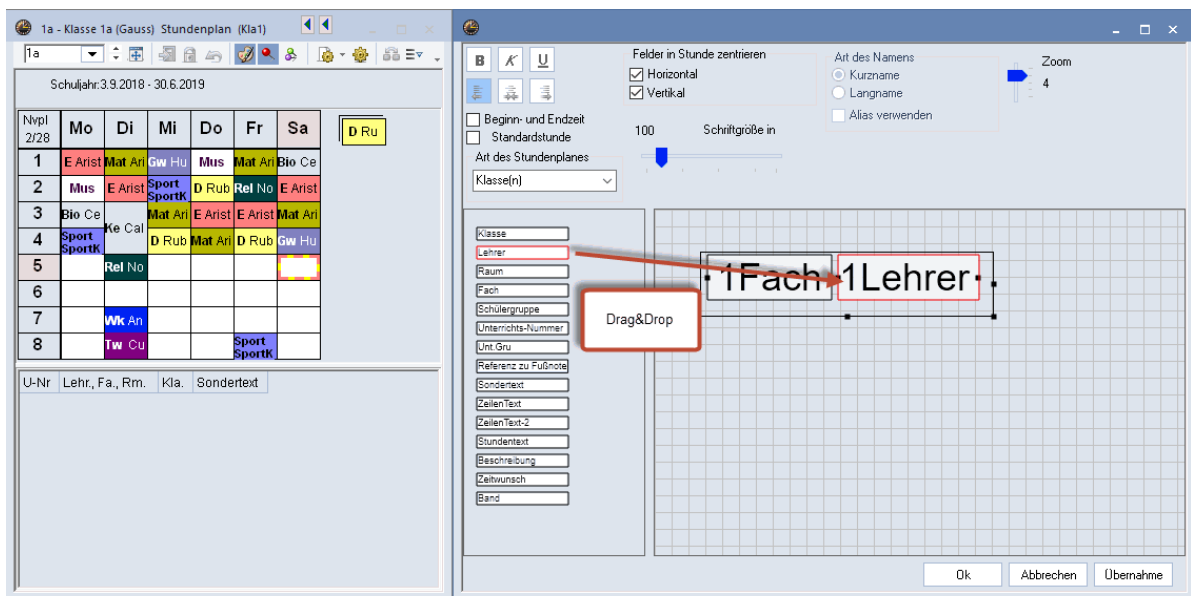 1a - Klasse 1a (Gauss) Stundenplan (Kla1)
1a
Schuljahr:3.9.2018 - 30.6.2019
Nvpl
2/28 Mo Di Mi Do Fr Sa
D Ru
1 E Arist Mat Ari Gw Hu Mus Mat Ari Bio Ce
2 Mus E Arist Sport SportK D Rub Rel No E Arist
3 Bio Ce Ke Cal Mat Ari E Arist E Arist Mat Ari
4 Sport SportK D Rub Mat Ari D Rub Gw Hu
5 Rel No
6
7 Wk An
8 Tw Cu Sport SportK
U-Nr Lehr., Fa., Rm. Kla. Sondertext
B K U
Beginn- und Endzeit
Standardstunde
Art des Stundenplanes
Klasse(n)
Felder in Stunde zentrieren
Horizontal
Vertikal
100 Schriftgröße in
Art des Namens
Kurzname
Langname
Alias verwenden
Zoom
4
Klasse
Lehrer
Raum
Fach
Schülergruppe
Unterrichts-Nummer
Unt.Gru
Referenz zu Fußnote
Sondertext
ZeilenText
ZeilenText-2
Stundentext
Beschreibung
Zeitwunsch
Band
Drag&Drop
1Fach 1Lehrer
Ok Abbrechen Übernahme